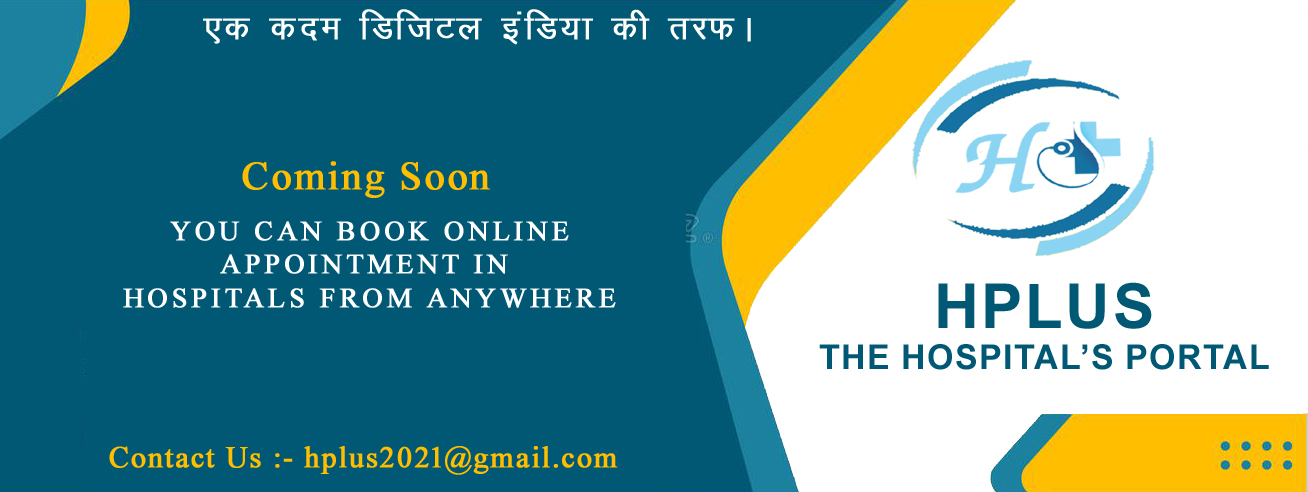 एक कदम डिजिटल इंडिया की तरफ।
Coming Soon
YOU CAN BOOK ONLINE
APPOINTMENT IN
HOSPITALS FROM ANYWHERE
Contact Us :- hplus2021@gmail.com
H
HPLUS
THE HOSPITAL’S PORTAL